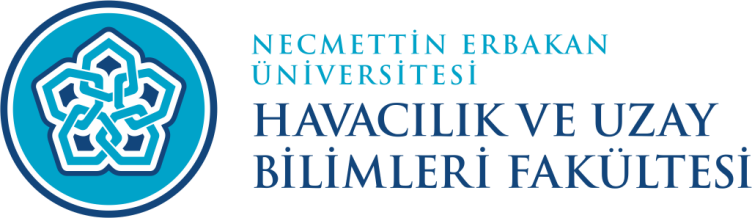 NECMETTİN ERBAKAN
ÜNİVERSİTESİ
HAVACILIK VE UZAY
BİLİMLERİ FAKÜLTESİ